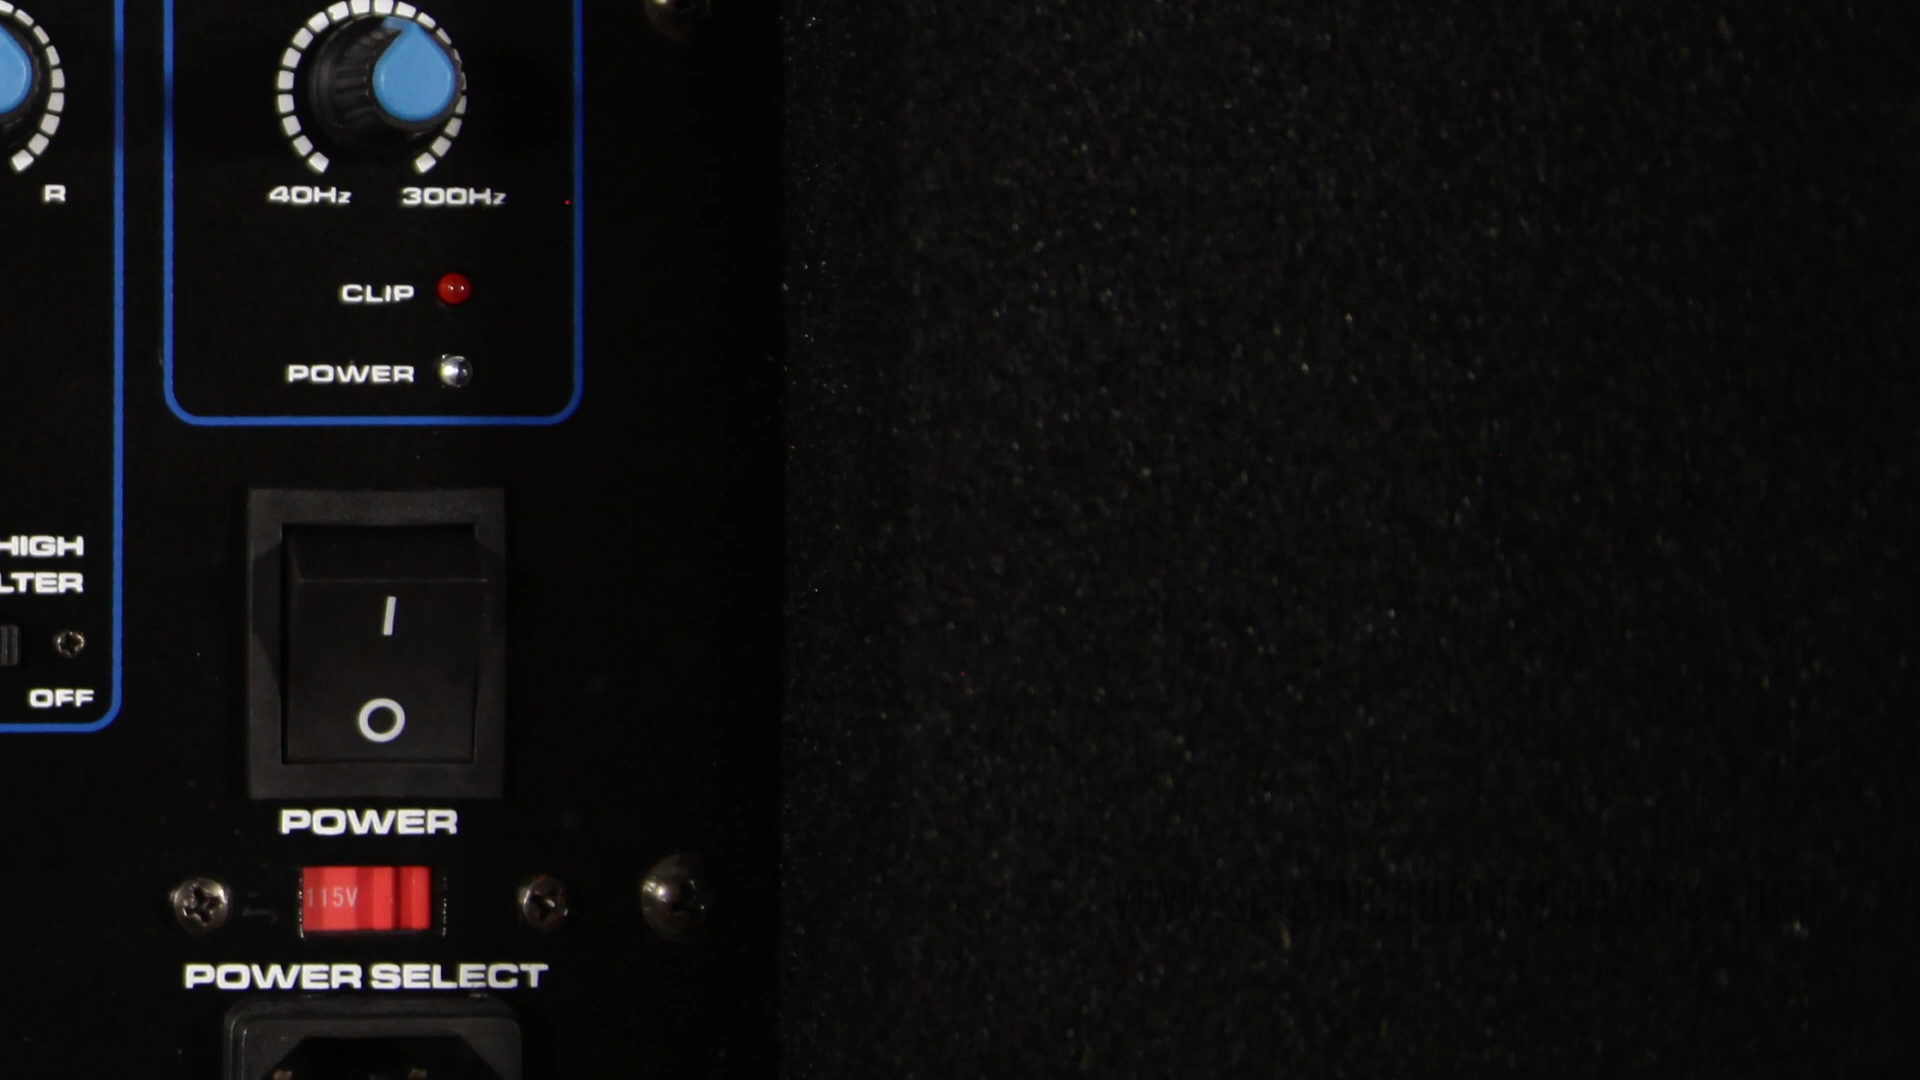 R
40Hz 300Hz
CLIP
POWER
HIGH
LTER
OFF
I
O
POWER
115V
POWER SELECT